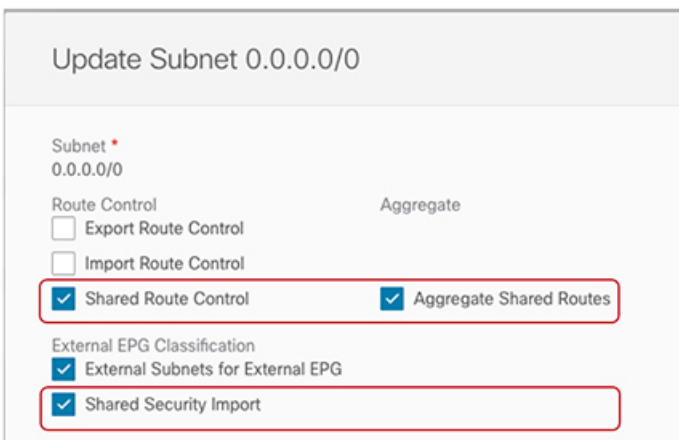 Update Subnet 0.0.0.0/0
Subnet *
0.0.0.0/0
Route Control Aggregate
Export Route Control
Import Route Control
Shared Route Control Aggregate Shared Routes
External EPG Classification
External Subnets for External EPG
Shared Security Import